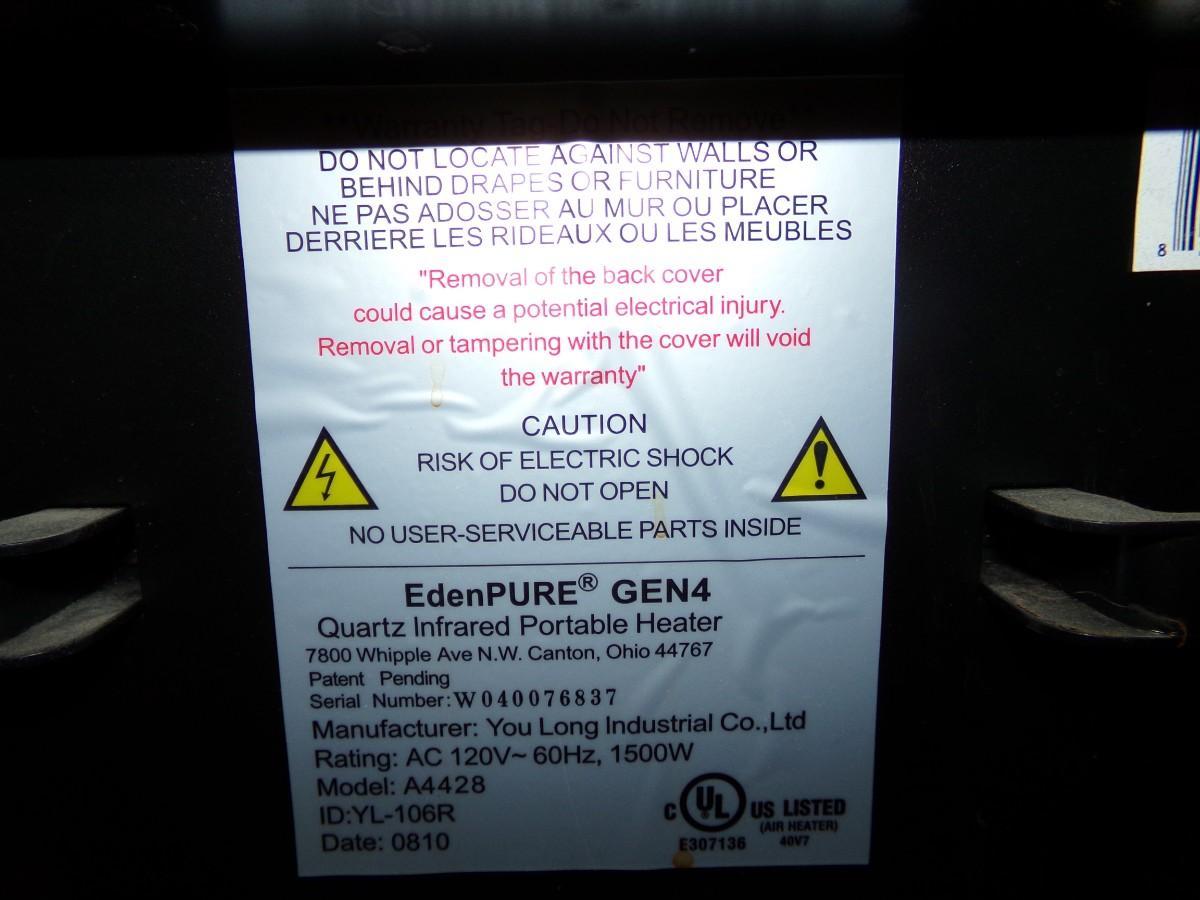 **Warranty Tag-Do Not Remove**
DO NOT LOCATE AGAINST WALLS OR
BEHIND DRAPES OR FURNITURE
NE PAS ADOSSER AU MUR OU PLACER
DERRIERE LES RIDEAUX OU LES MEUBLES
"Removal of the back cover
could cause a potential electrical injury.
Removal or tampering with the cover will void
the warranty"
CAUTION
RISK OF ELECTRIC SHOCK
DO NOT OPEN
NO USER-SERVICEABLE PARTS INSIDE
EdenPURE® GEN4
Quartz Infrared Portable Heater
7800 Whipple Ave N.W. Canton, Ohio 44767
Patent Pending
Serial Number: W040076837
Manufacturer: You Long Industrial Co.,Ltd
Rating: AC 120V~ 60Hz, 1500W
Model: A4428
ID:YL-106R
Date: 0810
C UL US LISTED
(AIR HEATER)
E307136 40V7
8